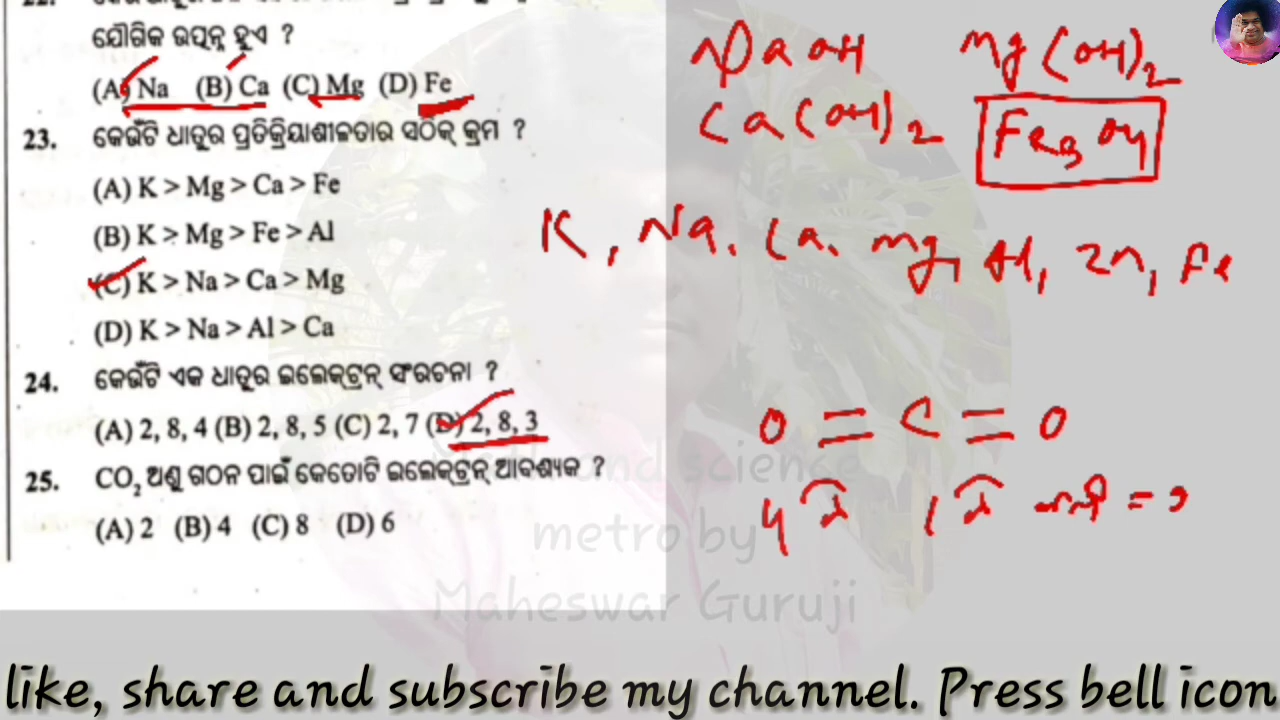 ଯୌଗିକ ଉତ୍ପନ୍ନ ହୁଏ ?
(A) Na (B) Ca (C) Mg (D) Fe
23. କେଉଁଟି ଧାତୁର ପ୍ରତିକ୍ରିୟାଶୀଳତାର ସଠିକ୍ କ୍ରମ ?
(A) K > Mg > Ca > Fe
(B) K > Mg > Fe > Al
(C) K > Na > Ca > Mg
(D) K > Na > Al > Ca
24. କେଉଁଟି ଏକ ଧାତୁର ଇଲେକ୍ଟ୍ରନ୍ ସଂରଚନା ?
(A) 2, 8, 4 (B) 2, 8, 5 (C) 2, 7 (D) 2, 8, 3
25. CO₂ ଅଣୁ ଗଠନ ପାଇଁ କେତୋଟି ଇଲେକ୍ଟ୍ରନ୍ ଆବଶ୍ୟକ ?
(A) 2 (B) 4 (C) 8 (D) 6
NaOH Mg(OH)2
Ca(OH)2 Fe3O4
K, Na, Ca, Mg, Al, Zn, Fe
O = C = O
Math and science
metro by
Maheswar Guruji
like, share and subscribe my channel. Press bell icon